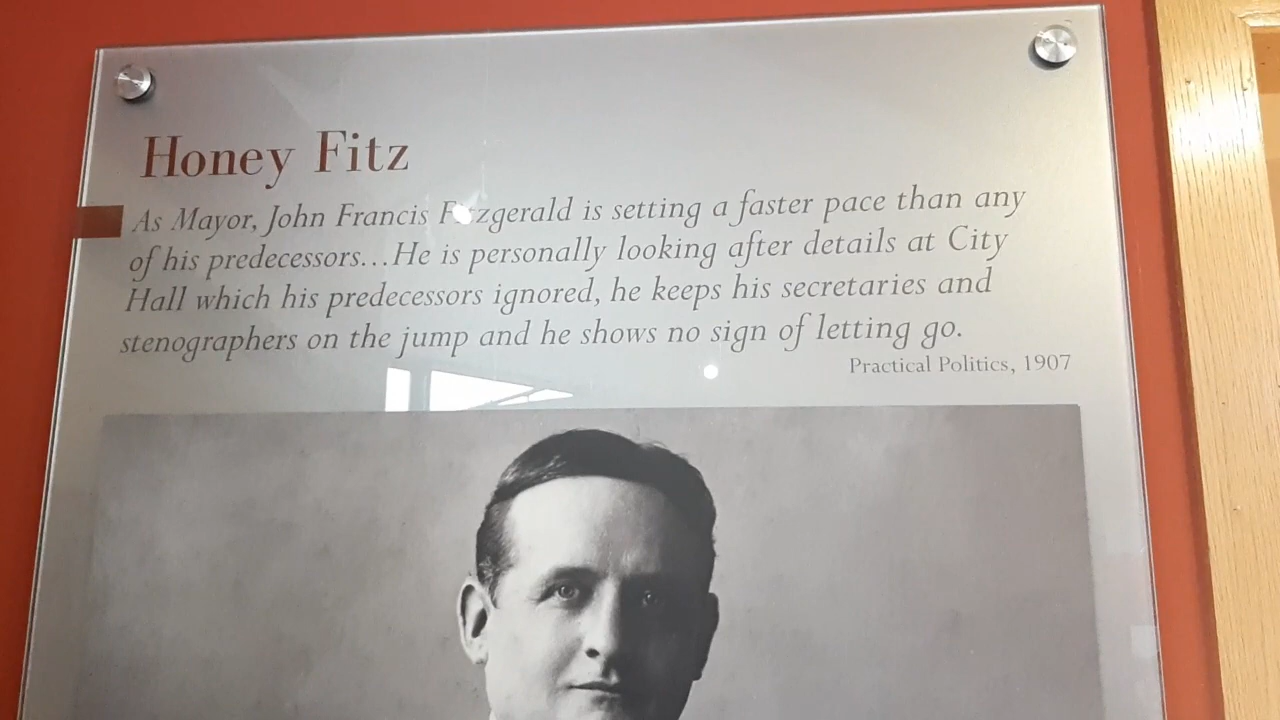 Honey Fitz
As Mayor, John Francis Fitzgerald is setting a faster pace than any
of his predecessors...He is personally looking after details at City
Hall which his predecessors ignored, he keeps his secretaries and
stenographers on the jump and he shows no sign of letting go.
Practical Politics, 1907